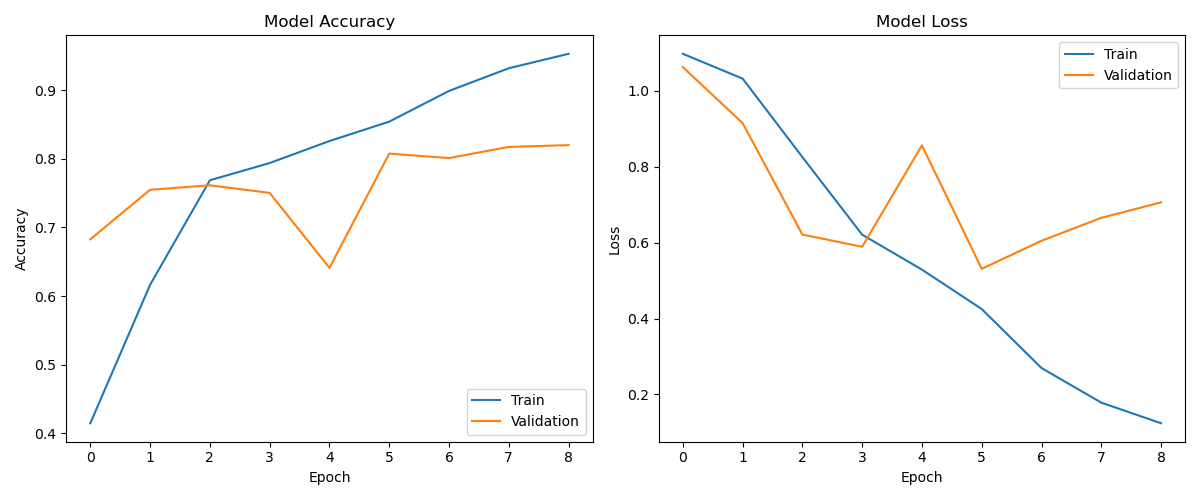 Model Accuracy
Accuracy
0.9
0.8
0.7
0.6
0.5
0.4
0 1 2 3 4 5 6 7 8
Epoch
Train
Validation
Model Loss
Loss
1.0
0.8
0.6
0.4
0.2
0 1 2 3 4 5 6 7 8
Epoch
Train
Validation